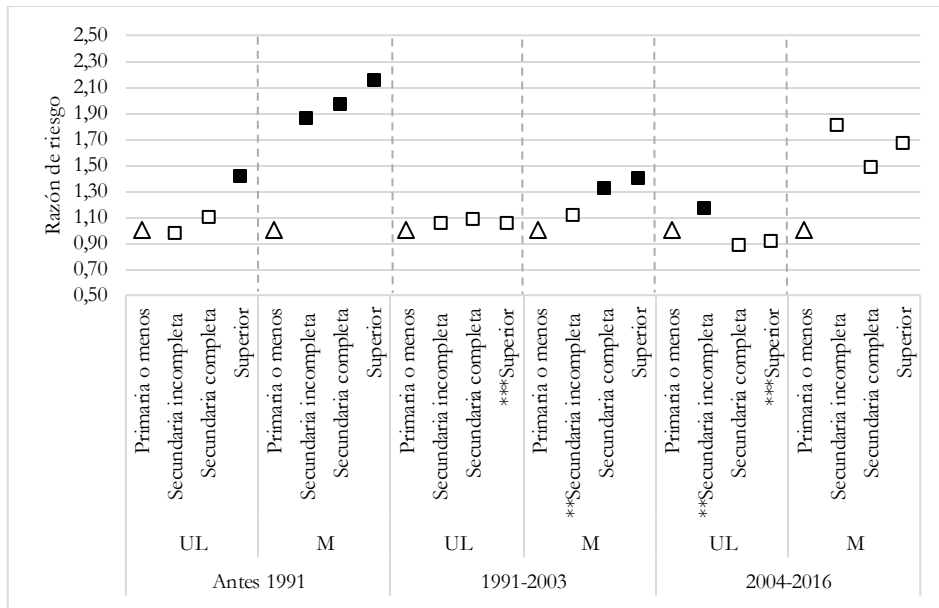 Razón de riesgo
2,50
2,30
2,10
1,90
1,70
1,50
1,30
1,10
0,90
0,70
0,50
Primaria o menos
Secundaria incompleta
Secundaria completa
Superior
Primaria o menos
Secundaria incompleta
Secundaria completa
Superior
Primaria o menos
Secundaria incompleta
Secundaria completa
***Superior
Primaria o menos
**Secundaria incompleta
Secundaria completa
Superior
Primaria o menos
**Secundaria incompleta
Secundaria completa
***Superior
Primaria o menos
Secundaria incompleta
Secundaria completa
Superior
UL M UL M UL M
Antes 1991 1991-2003 2004-2016